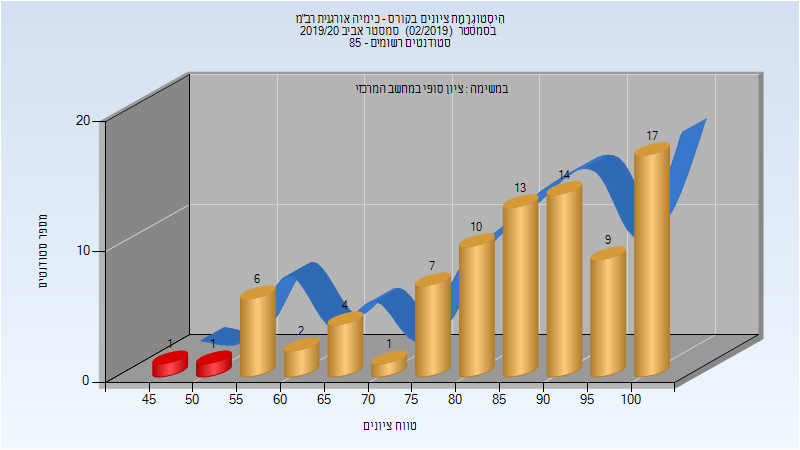 היסטוגרמת ציונים בקורס - כימיה אורגנית רב"מ
בסמסטר (02/2019) סמסטר אביב 2019/20
סטודנטים רשומים - 85
במשימה : ציון סופי במחשב המרכזי
מספר סטודנטים
20
10
0
1
1
6
2
4
1
7
10
13
14
9
17
45 50 55 60 65 70 75 80 85 90 95 100
טווח ציונים